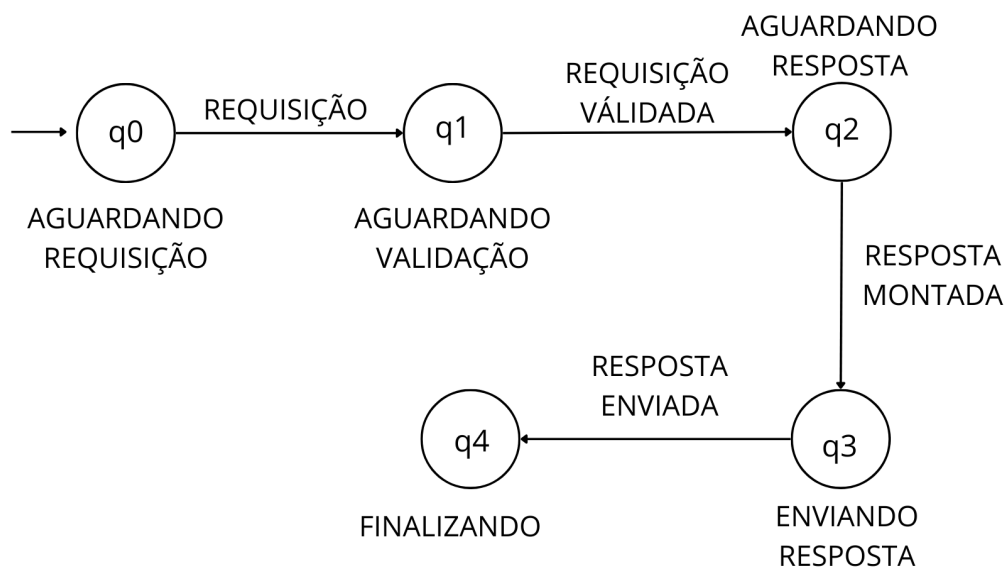 AGUARDANDO
RESPOSTA
REQUISIÇÃO
VÁLIDADA
REQUISIÇÃO
q0
q1
q2
AGUARDANDO
REQUISIÇÃO
AGUARDANDO
VALIDAÇÃO
RESPOSTA
MONTADA
RESPOSTA
ENVIADA
q4
q3
FINALIZANDO
ENVIANDO
RESPOSTA